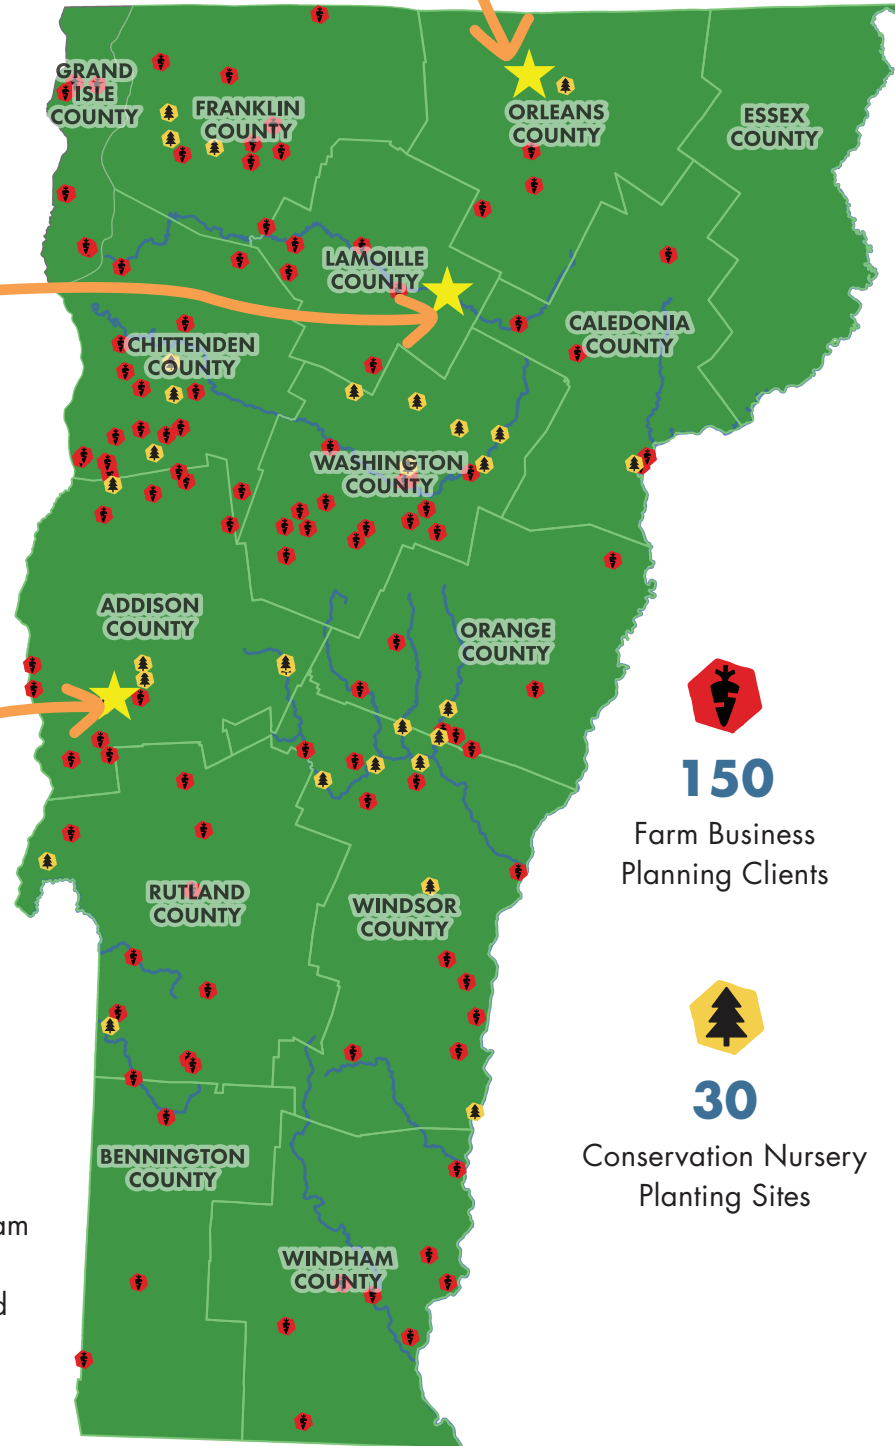 GRAND
ISLE
COUNTY
FRANKLIN
COUNTY
ORLEANS
COUNTY
ESSEX
COUNTY
LAMOILLE
COUNTY
CHITTENDEN
COUNTY
CALEDONIA
COUNTY
WASHINGTON
COUNTY
ADDISON
COUNTY
ORANGE
COUNTY
RUTLAND
COUNTY
WINDSOR
COUNTY
BENNINGTON
COUNTY
WINDHAM
COUNTY
150
Farm Business
Planning Clients
30
Conservation Nursery
Planting Sites
am
d